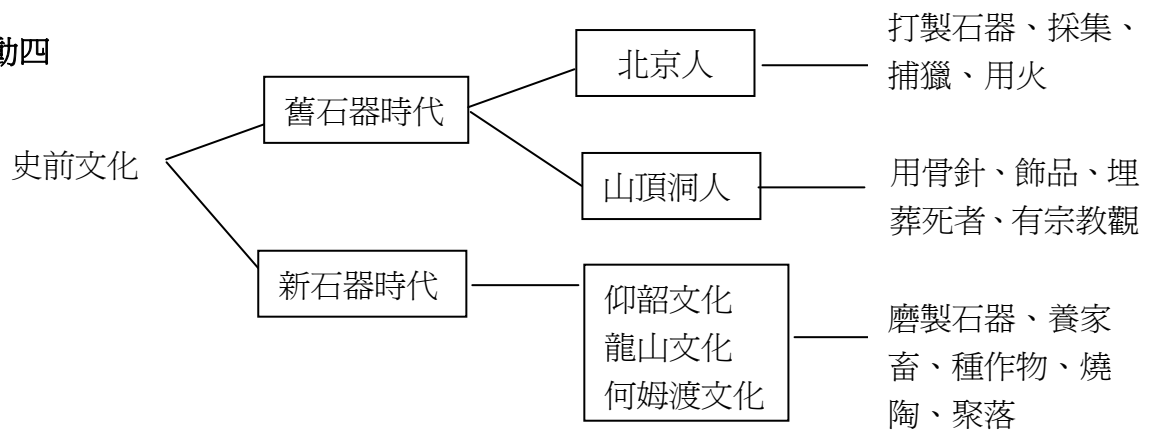 動四
史前文化
舊石器時代
北京人
打製石器、採集、
捕獵、用火
山頂洞人
用骨針、飾品、埋
葬死者、有宗教觀
新石器時代
仰韶文化
龍山文化
何姆渡文化
磨製石器、養家
畜、種作物、燒
陶、聚落